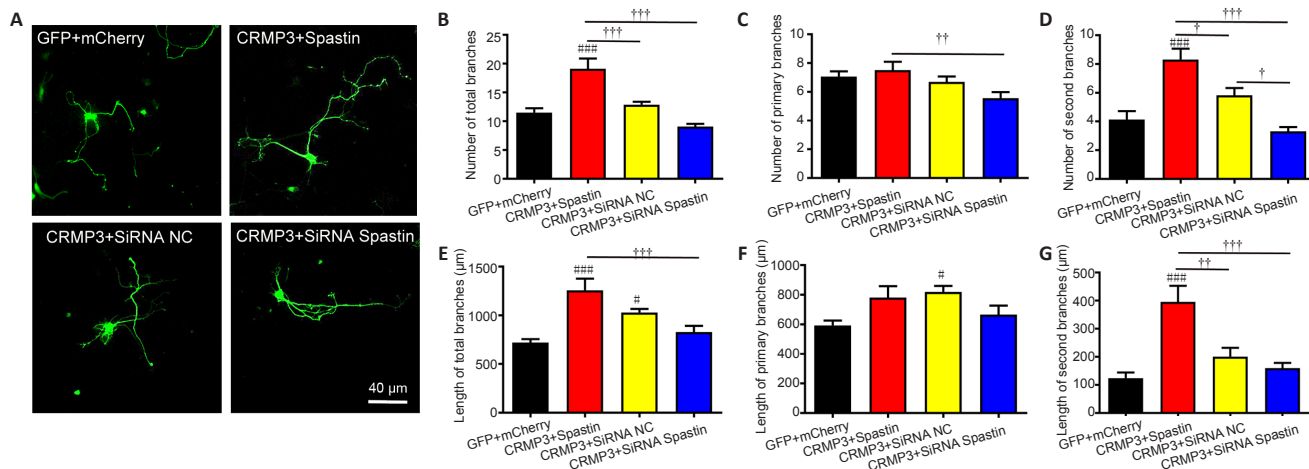 A
GFP+mCherry
CRMP3+Spastin
CRMP3+SiRNA NC
CRMP3+SiRNA Spastin
40 µm
B
Number of total branches
25
20
15
10
5
0
###
†††
†††
GFP+mCherry
CRMP3+Spastin
CRMP3+SiRNA NC
CRMP3+SiRNA Spastin
C
Number of primary branches
10
8
6
4
2
0
††
GFP+mCherry
CRMP3+Spastin
CRMP3+SiRNA NC
CRMP3+SiRNA Spastin
D
Number of second branches
10
8
6
4
2
0
†††
†
###
†
GFP+mCherry
CRMP3+Spastin
CRMP3+SiRNA NC
CRMP3+SiRNA Spastin
E
Length of total branches (µm)
1500
1000
500
0
†††
###
#
GFP+mCherry
CRMP3+Spastin
CRMP3+SiRNA NC
CRMP3+SiRNA Spastin
F
Length of primary branches (µm)
1000
800
600
400
200
0
#
GFP+mCherry
CRMP3+Spastin
CRMP3+SiRNA NC
CRMP3+SiRNA Spastin
G
Length of second branches (µm)
500
400
300
200
100
0
†††
††
###
GFP+mCherry
CRMP3+Spastin
CRMP3+SiRNA NC
CRMP3+SiRNA Spastin